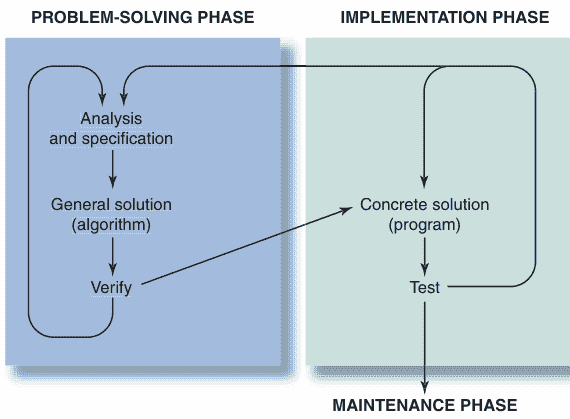 PROBLEM-SOLVING PHASE
IMPLEMENTATION PHASE
Analysis
and specification
General solution
(algorithm)
Verify
Concrete solution
(program)
Test
MAINTENANCE PHASE